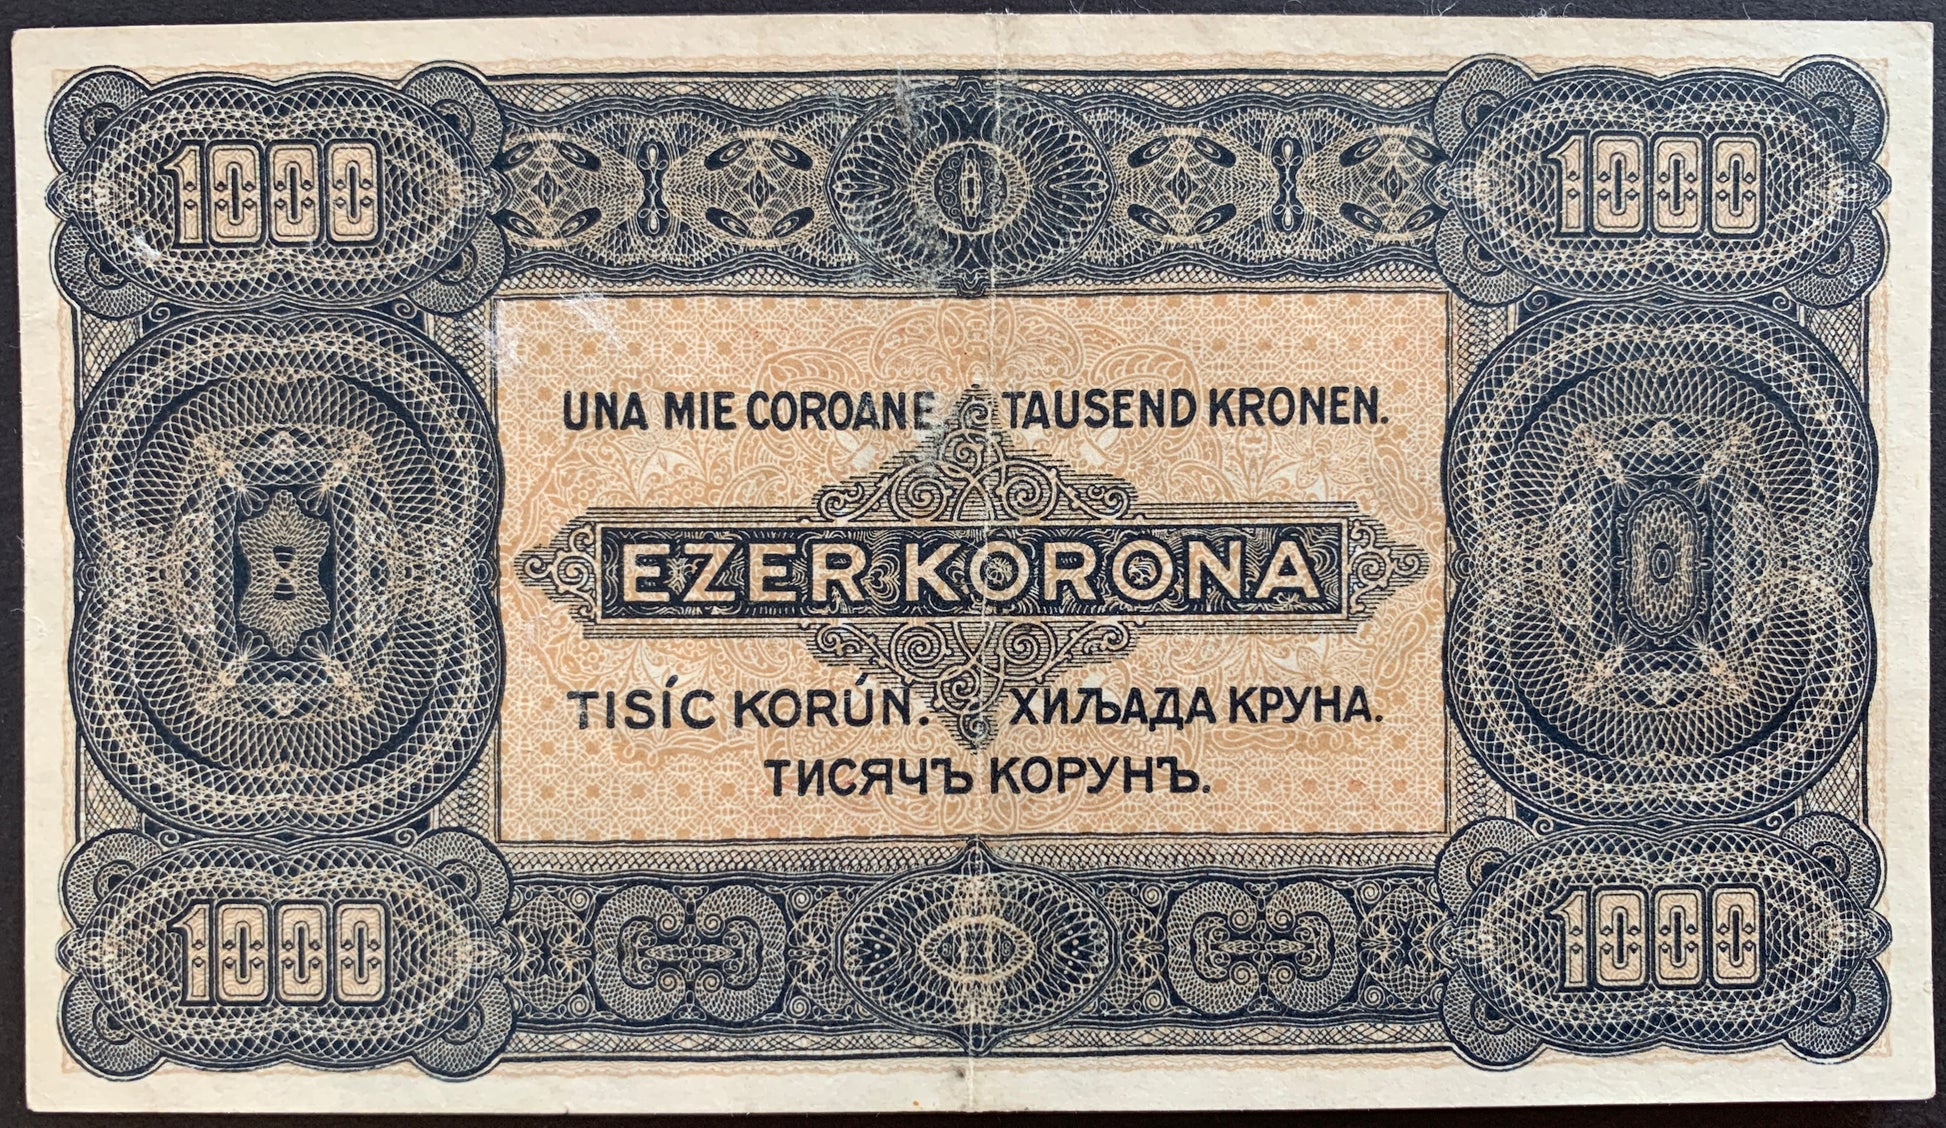 1000 1000
UNA MIE COROANE TAUSEND KRONEN.
EZER KORONA
TISÍC KORÚN. ХИЉАДА КРУНА.
ТИСЯЧЪ КОРУНЪ.
1000 1000